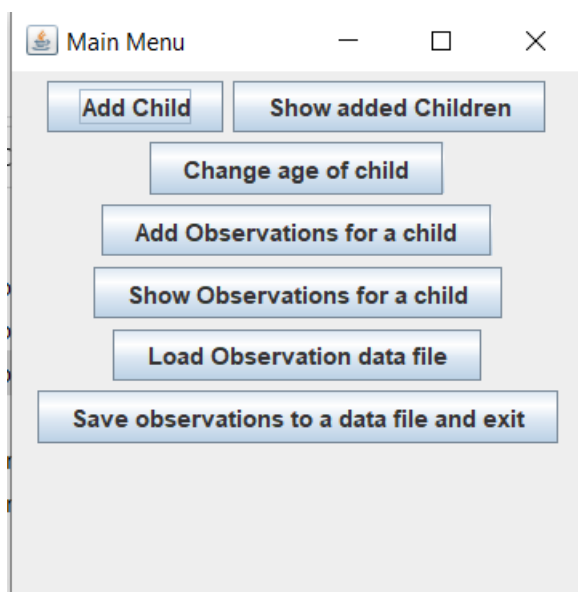 Main Menu
Add Child Show added Children
Change age of child
Add Observations for a child
Show Observations for a child
Load Observation data file
Save observations to a data file and exit